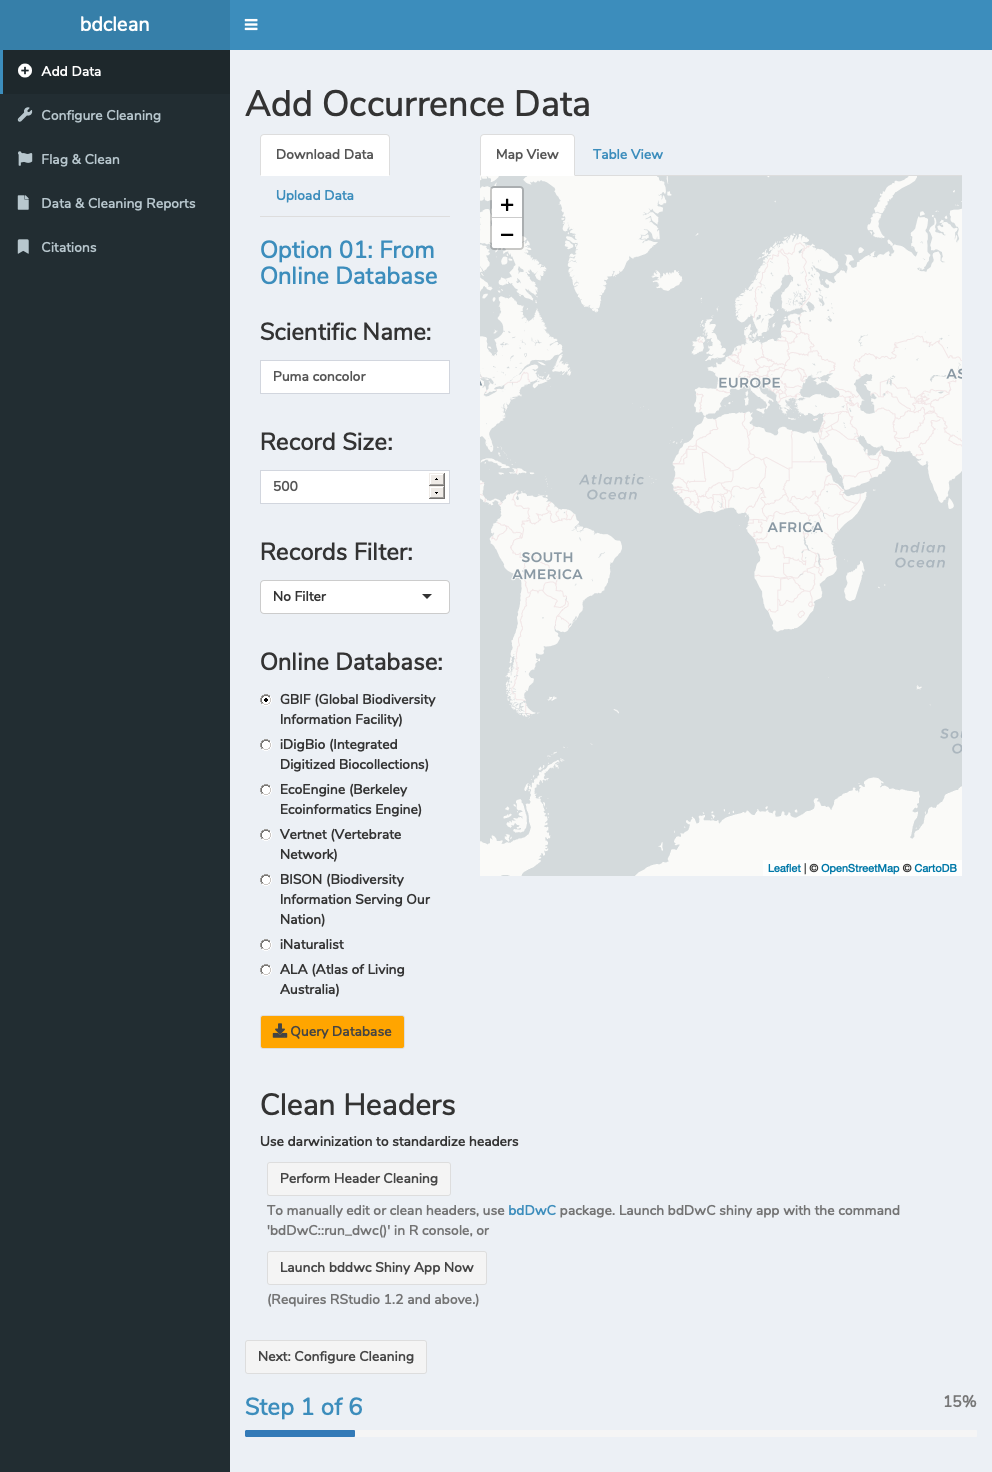 bdclean
Add Data
Configure Cleaning
Flag & Clean
Data & Cleaning Reports
Citations
Add Occurrence Data
Download Data
Upload Data
Option 01: From
Online Database
Scientific Name:
Puma concolor
Record Size:
500
Records Filter:
No Filter
Online Database:
GBIF (Global Biodiversity
Information Facility)
iDigBio (Integrated
Digitized Biocollections)
EcoEngine (Berkeley
Ecoinformatics Engine)
Vertnet (Vertebrate
Network)
BISON (Biodiversity
Information Serving Our
Nation)
iNaturalist
ALA (Atlas of Living
Australia)
Query Database
Map View
Table View
+
−
EUROPE
AS
Atlantic
Ocean
AFRICA
Indian
Ocean
SOUTH
AMERICA
Sou
O
Leaflet | © OpenStreetMap © CartoDB
Clean Headers
Use darwinization to standardize headers
Perform Header Cleaning
To manually edit or clean headers, use bdDwC package. Launch bdDwC shiny app with the command
'bdDwC::run_dwc()' in R console, or
Launch bddwc Shiny App Now
(Requires RStudio 1.2 and above.)
Next: Configure Cleaning
Step 1 of 6
15%